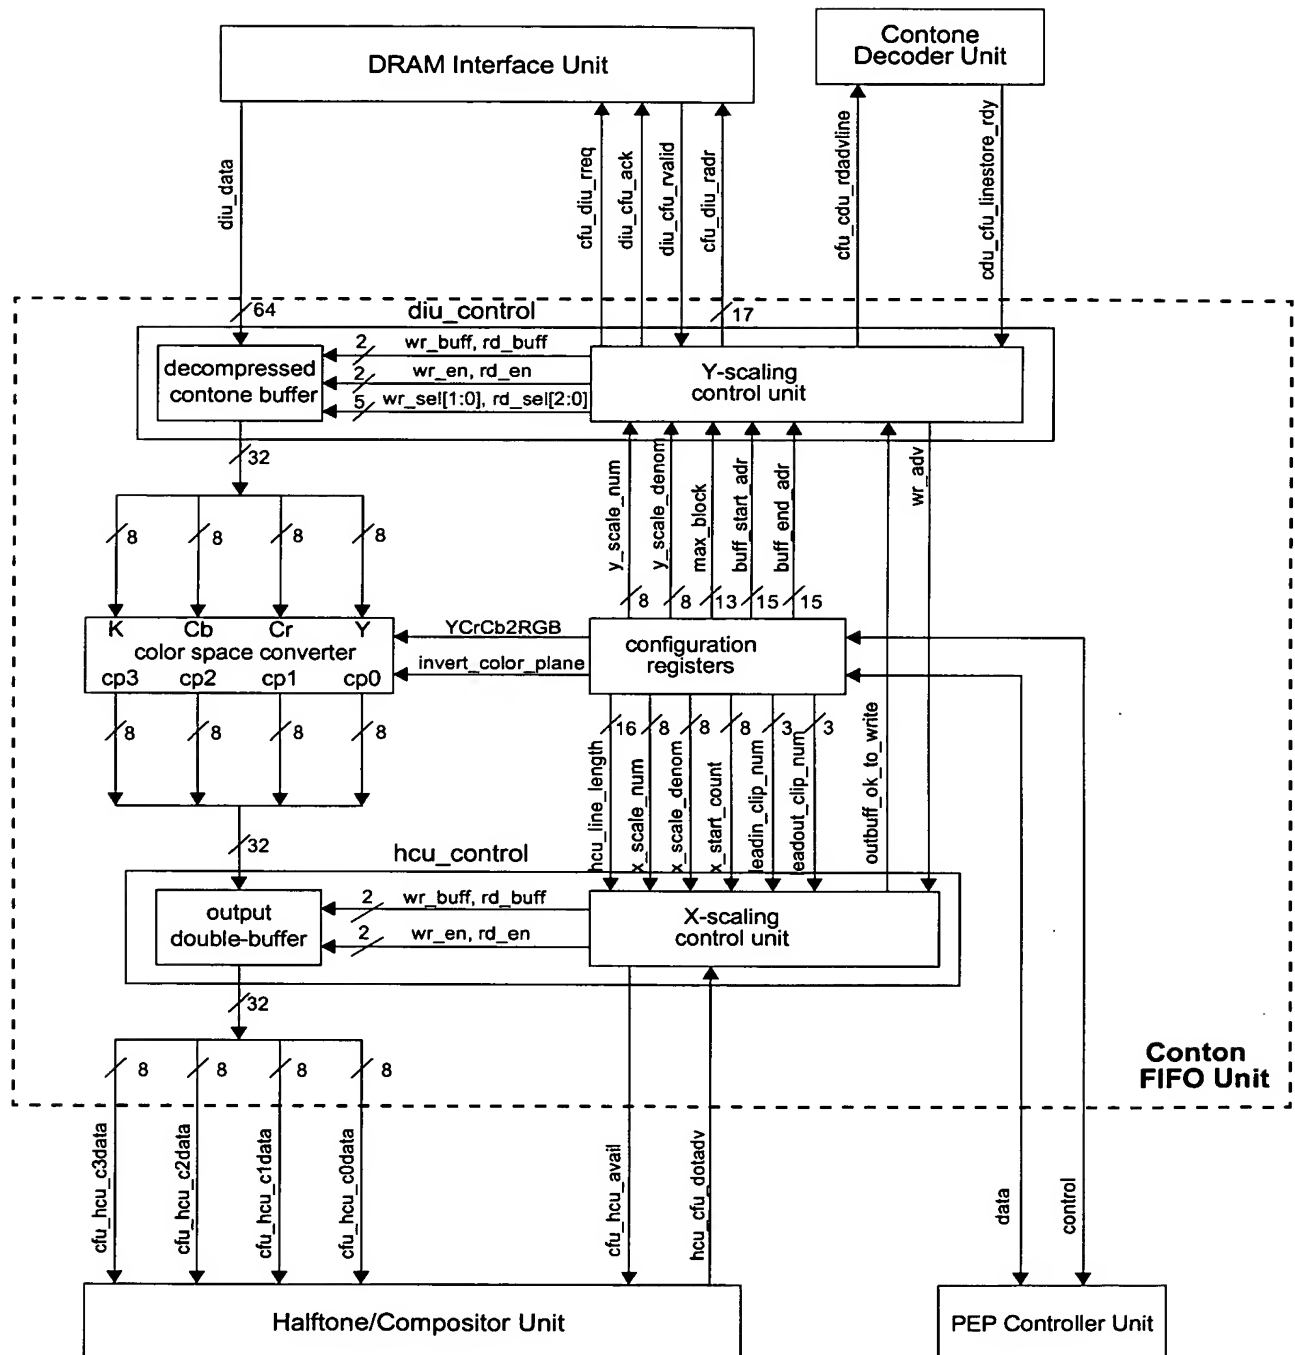 DRAM Interface Unit
Contone
Decoder Unit
diu_data
cfu_diu_rreq
diu_cfu_ack
diu_cfu_rvalid
cfu_diu_radr
cfu_cdu_rdadvline
cdu_cfu_linestore_rdy
64
diu_control
17
decompressed
contone buffer
2
wr_buff, rd_buff
2
wr_en, rd_en
5
wr_sel[1:0], rd_sel[2:0]
Y-scaling
control unit
32
8
8
8
8
y_scale_num
y_scale_denom
max_block
buff_start_adr
buff_end_adr
wr_adv
8
8
13
15
15
K
Cb
Cr
Y
color space converter
cp3
cp2
cp1
cp0
YCrCb2RGB
invert_color_plane
configuration
registers
8
8
8
8
16
8
8
8
3
3
hcu_line_length
x_scale_num
x_scale_denom
x_start_count
leadin_clip_num
leadout_clip_num
outbuff_ok_to_write
32
hcu_control
output
double-buffer
2
wr_buff, rd_buff
2
wr_en, rd_en
X-scaling
control unit
32
8
8
8
8
Conton
FIFO Unit
cfu_hcu_c3data
cfu_hcu_c2data
cfu_hcu_c1data
cfu_hcu_c0data
cfu_hcu_avail
hcu_cfu_dotadv
data
control
Halftone/Compositor Unit
PEP Controller Unit